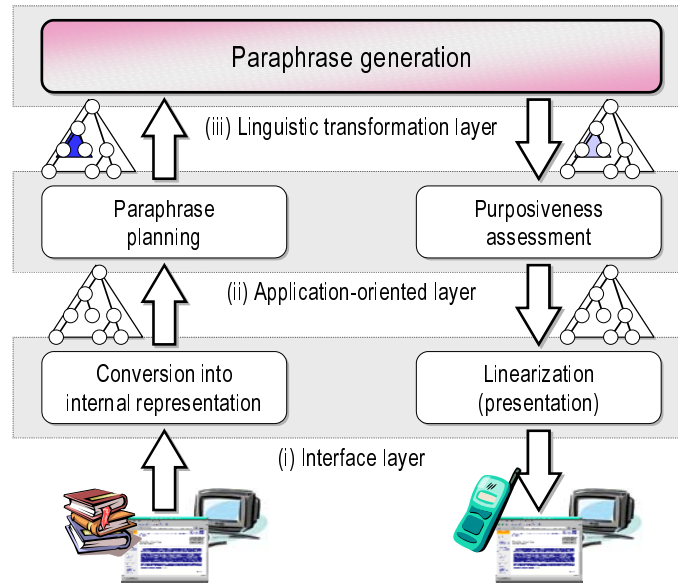 Paraphrase generation
(iii) Linguistic transformation layer
Paraphrase
planning
Purposiveness
assessment
(ii) Application-oriented layer
Conversion into
internal representation
Linearization
(presentation)
(i) Interface layer